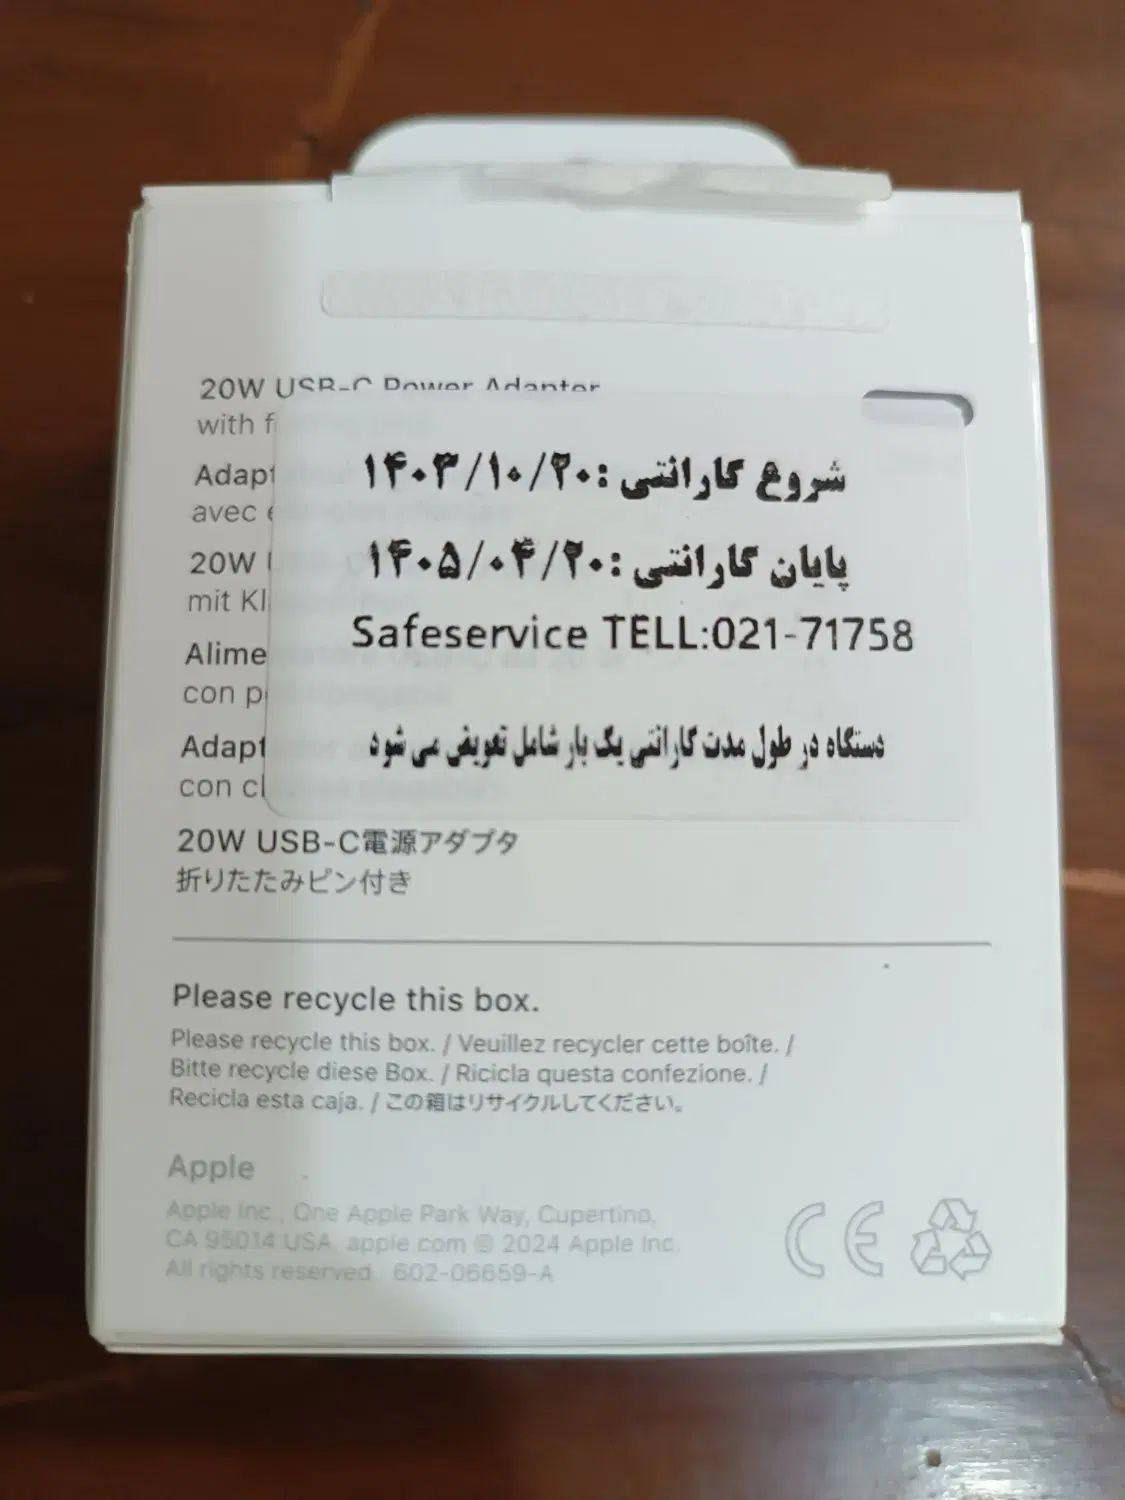 20W USB-C Power Adapter
with f
شروع گارانتی :۱۴۰۳/۱۰/۲۰
Adapt
avec
پایان گارانتی :۱۴۰۵/۰۴/۲۰
20W
mit Kl
Safeservice TELL:021-71758
Alime
con p
دستگاه در طول مدت گارانتی یک بار شامل تعویض می شود
Adapt
con cl
20W USB-C電源アダプタ
折りたたみピン付き
Please recycle this box.
Please recycle this box. / Veuillez recycler cette boîte. /
Bitte recycle diese Box. / Ricicla questa confezione. /
Recicla esta caja. / この箱はリサイクルしてください。
Apple
Apple Inc., One Apple Park Way, Cupertino,
CA 95014 USA. apple.com © 2024 Apple Inc.
All rights reserved. 602-06659-A
CE